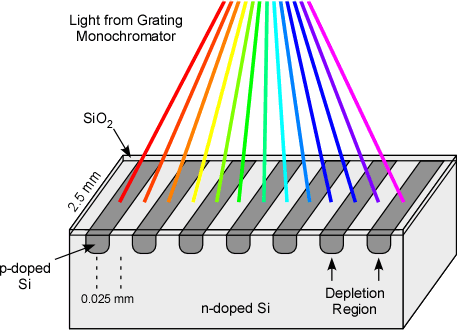 Light from Grating
Monochromator
SiO2
2.5 mm
p-doped
Si
0.025 mm
n-doped Si
Depletion
Region